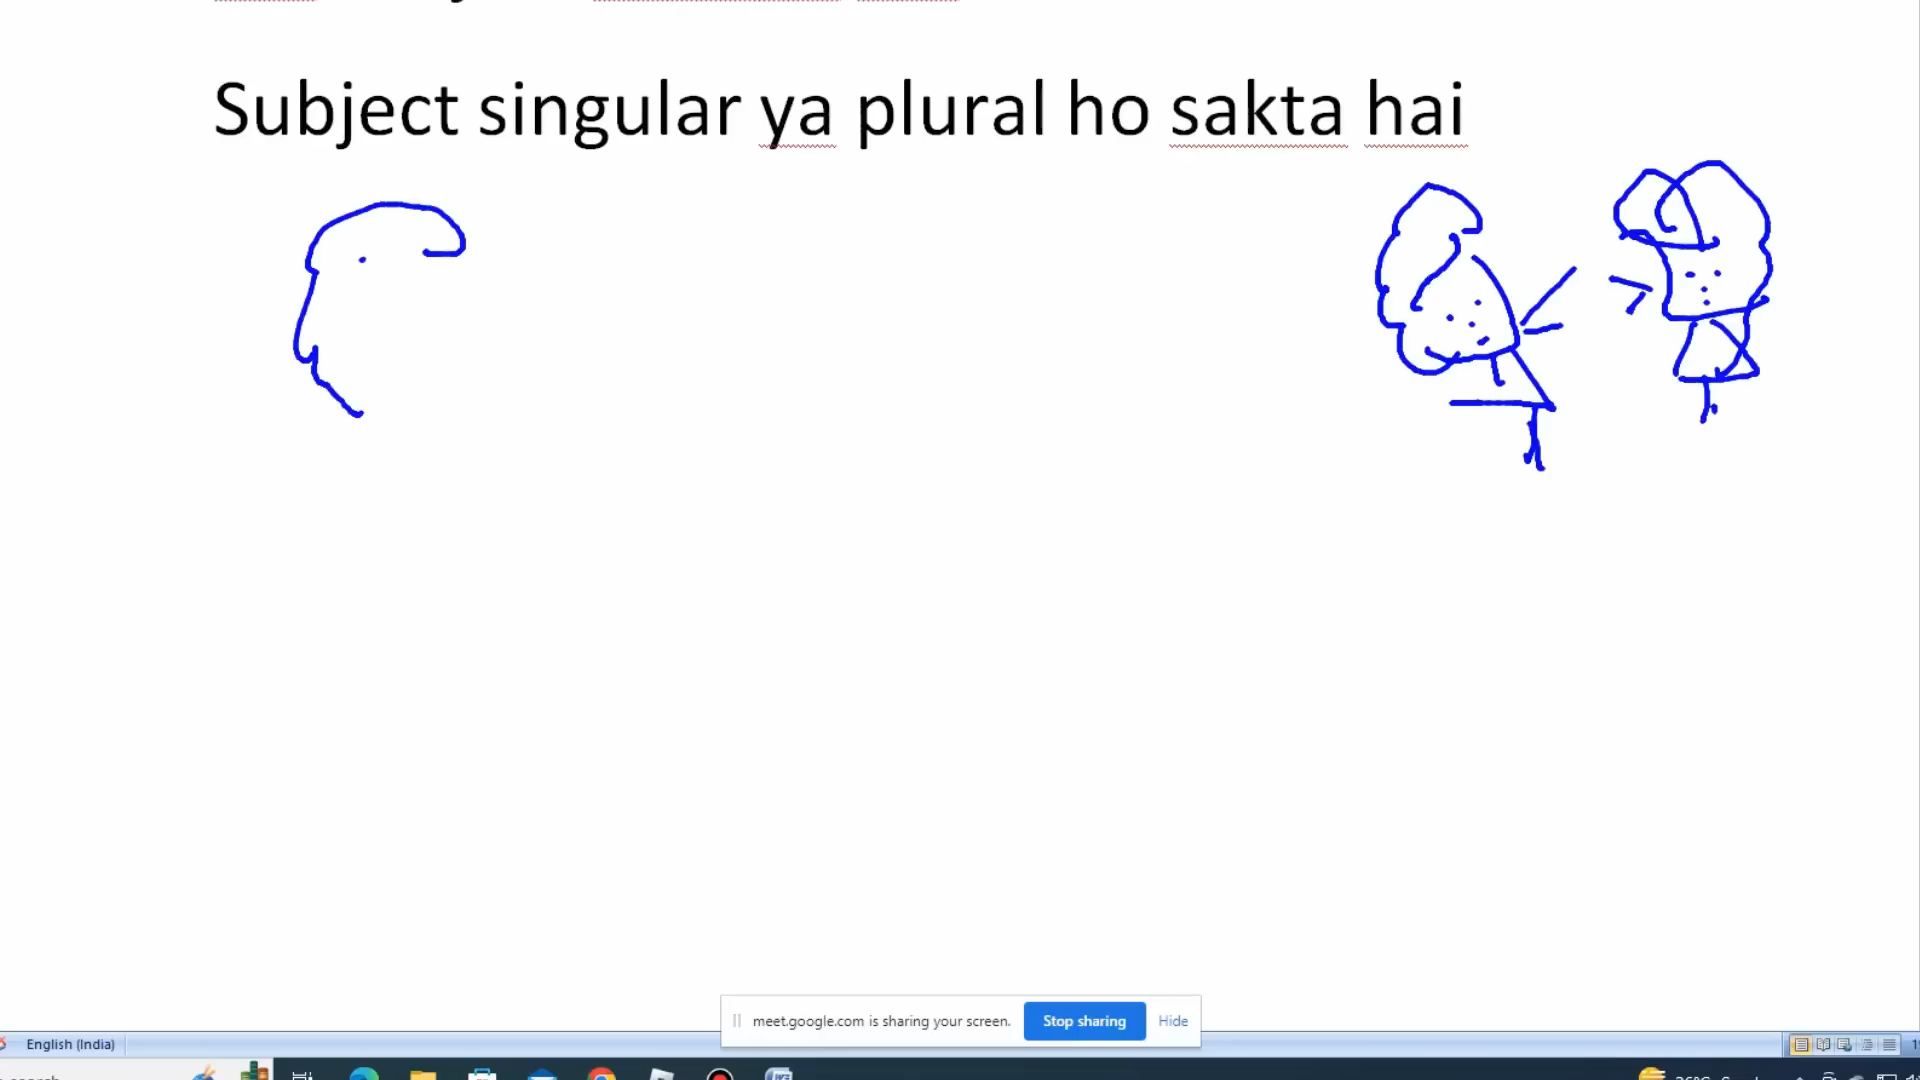 Subject singular ya plural ho sakta hai
meet.google.com is sharing your screen. Stop sharing Hide
English (India)